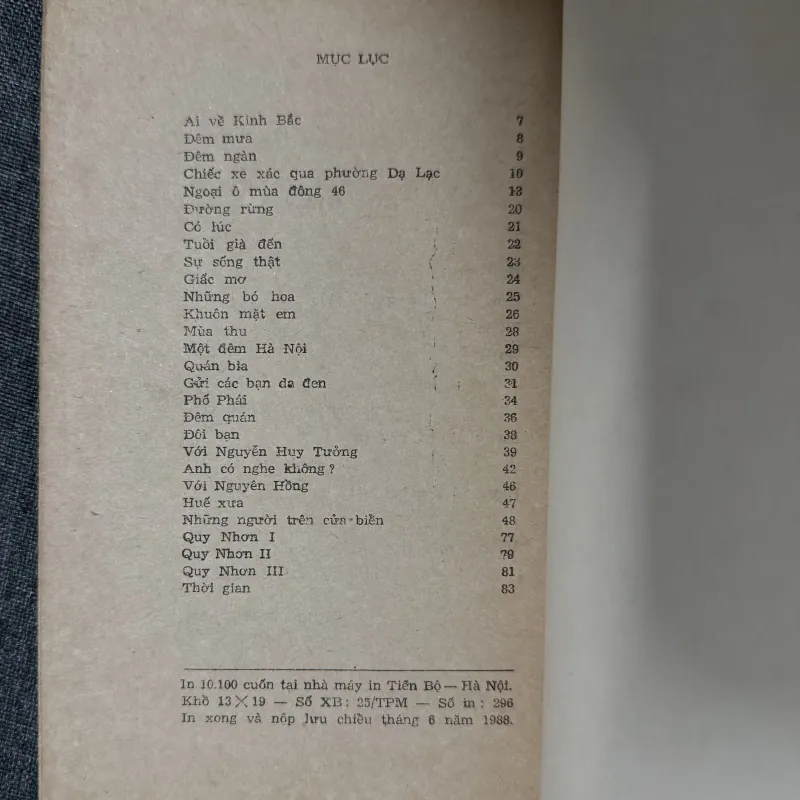 MỤC LỤC
Ai về Kinh Bắc 7
Đêm mưa 8
Đêm ngàn 9
Chiếc xe xác qua phường Dạ Lạc 10
Ngoại ô mùa đông 46 13
Đường rừng 20
Có lúc 21
Tuổi già đến 22
Sự sống thật 23
Giấc mơ 24
Những bó hoa 25
Khuôn mặt em 26
Mùa thu 28
Một đêm Hà Nội 29
Quán bia 30
Gửi các bạn da đen 31
Phố Phái 34
Đêm quán 36
Đôi bạn 38
Với Nguyễn Huy Tưởng 39
Anh có nghe không ? 42
Với Nguyên Hồng 46
Huế xưa 47
Những người trên cửa biển 48
Quy Nhơn I 77
Quy Nhơn II 79
Quy Nhơn III 81
Thời gian 83
In 10.100 cuốn tại nhà máy in Tiến Bộ — Hà Nội.
Khổ 13 × 19 — Số XB : 25/TPM — Số in : 296
In xong và nộp lưu chiểu tháng 6 năm 1988.